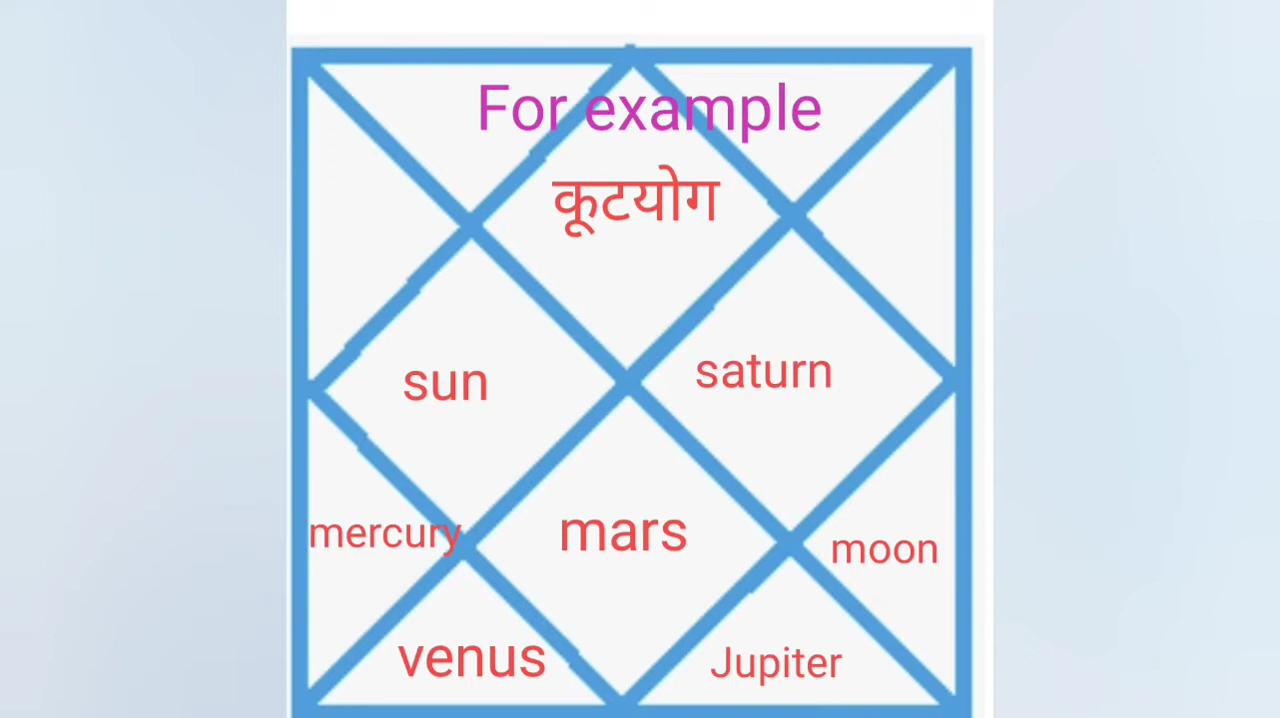 For example
कूटयोग
sun
saturn
mercury
mars
moon
venus
Jupiter